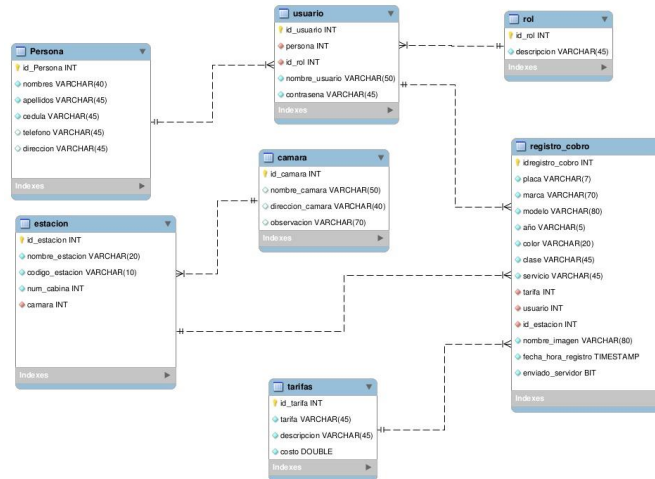 Persona
id_Persona INT
nombres VARCHAR(40)
apellidos VARCHAR(45)
cedula VARCHAR(45)
telefono VARCHAR(45)
direccion VARCHAR(45)
Indexes
usuario
id_usuario INT
persona INT
id_rol INT
nombre_usuario VARCHAR(50)
contrasena VARCHAR(45)
Indexes
rol
id_rol INT
descripcion VARCHAR(45)
Indexes
camara
id_camara INT
nombre_camara VARCHAR(50)
direccion_camara VARCHAR(40)
observacion VARCHAR(70)
Indexes
estacion
id_estacion INT
nombre_estacion VARCHAR(20)
codigo_estacion VARCHAR(10)
num_cabina INT
camara INT
Indexes
registro_cobro
idregistro_cobro INT
placa VARCHAR(7)
marca VARCHAR(70)
modelo VARCHAR(80)
año VARCHAR(5)
color VARCHAR(20)
clase VARCHAR(45)
servicio VARCHAR(45)
tarifa INT
usuario INT
id_estacion INT
nombre_imagen VARCHAR(80)
fecha_hora_registro TIMESTAMP
enviado_servidor BIT
Indexes
tarifas
id_tarifa INT
tarifa VARCHAR(45)
descripcion VARCHAR(45)
costo DOUBLE
Indexes